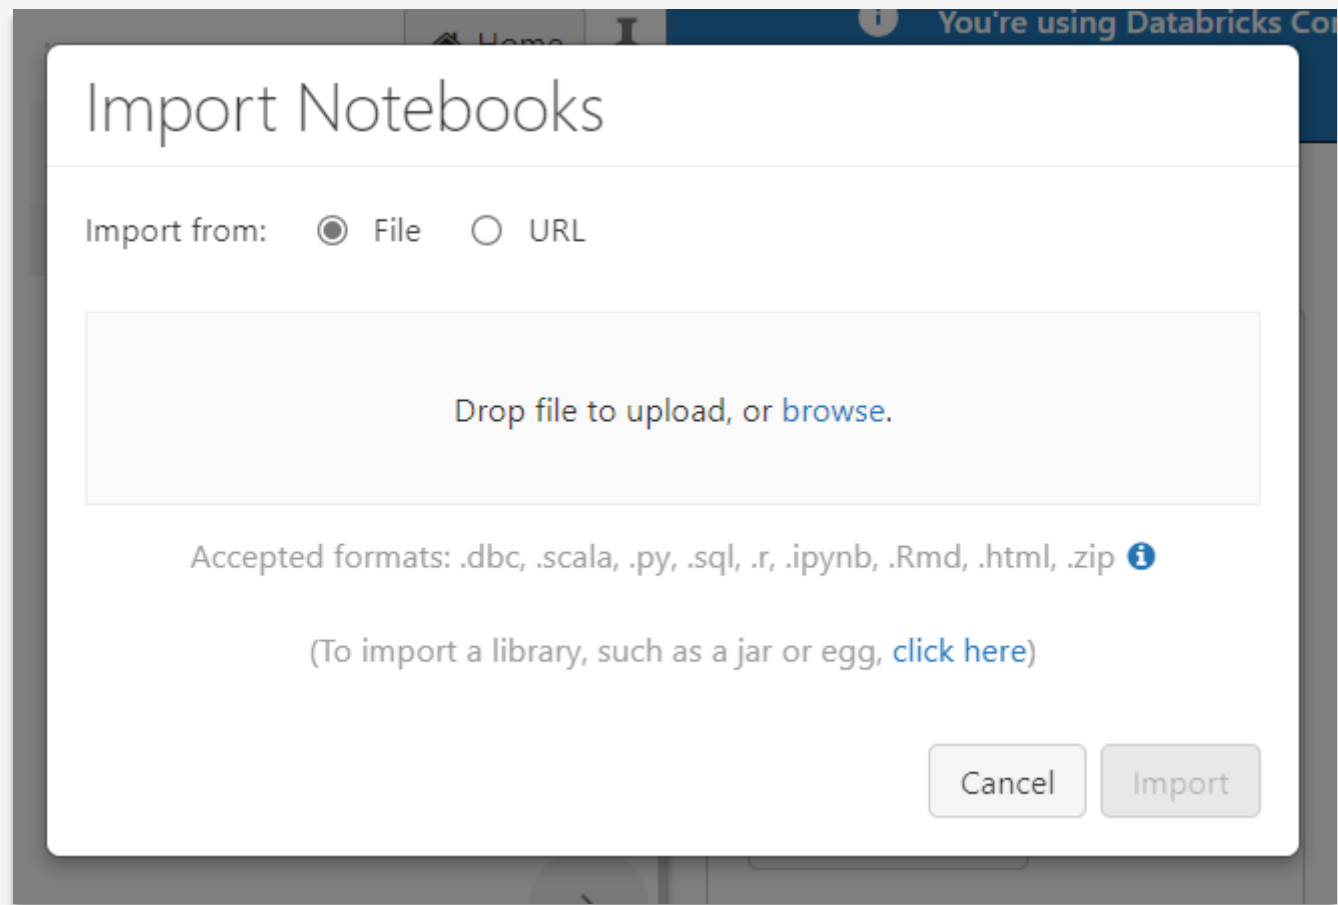 Home
You're using Databricks
Import Notebooks
Import from: File URL
Drop file to upload, or browse.
Accepted formats: .dbc, .scala, .py, .sql, .r, .ipynb, .Rmd, .html, .zip
(To import a library, such as a jar or egg, click here)
Cancel Import